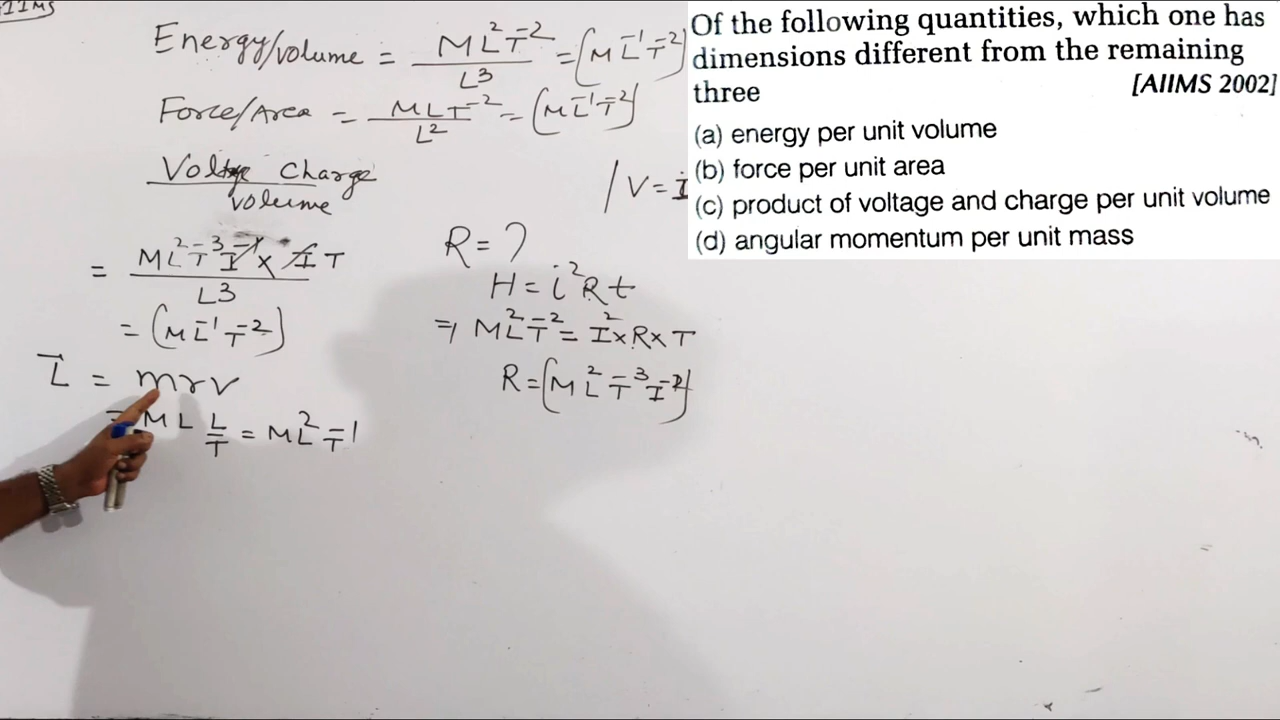 AIIMS
Energy/volume = ML²T⁻²/L³ = (ML⁻¹T⁻²)
Force/Area = MLT⁻²/L² = (ML⁻¹T⁻²)
Voltage Charge
volume
/ V = i
= ML²T⁻³I⁻¹ × IT/L³
= (ML⁻¹T⁻²)
R = ?
H = i²Rt
⇒ ML²T⁻² = I² × R × T
R = (ML²T⁻³I⁻²)
L⃗ = mrv
= ML L/T = ML²T⁻¹
Of the following quantities, which one has
dimensions different from the remaining
three
[AIIMS 2002]
(a) energy per unit volume
(b) force per unit area
(c) product of voltage and charge per unit volume
(d) angular momentum per unit mass